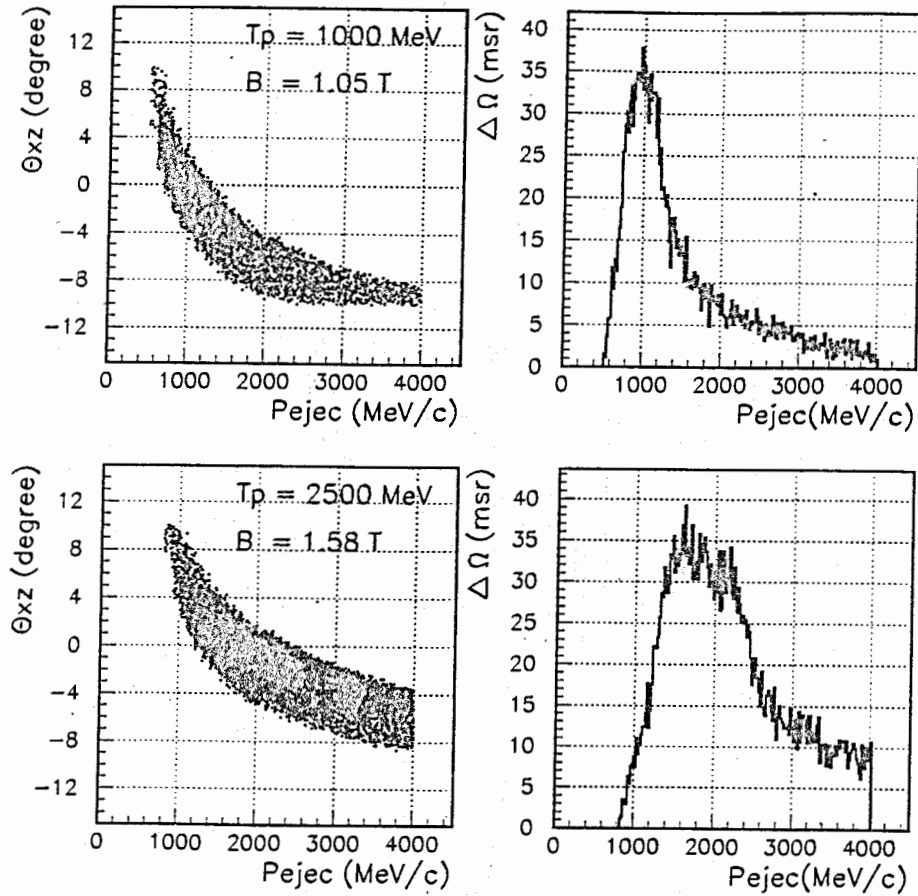 Tp = 1000 MeV
B = 1.05 T
Θxz (degree)
12
8
4
0
−4
−8
−12
0 1000 2000 3000 4000
Pejec (MeV/c)
ΔΩ (msr)
40
35
30
25
20
15
10
5
0
0 1000 2000 3000 4000
Pejec(MeV/c)
Tp = 2500 MeV
B = 1.58 T
Θxz (degree)
12
8
4
0
−4
−8
−12
0 1000 2000 3000 4000
Pejec (MeV/c)
ΔΩ (msr)
40
35
30
25
20
15
10
5
0
0 1000 2000 3000 4000
Pejec(MeV/c)